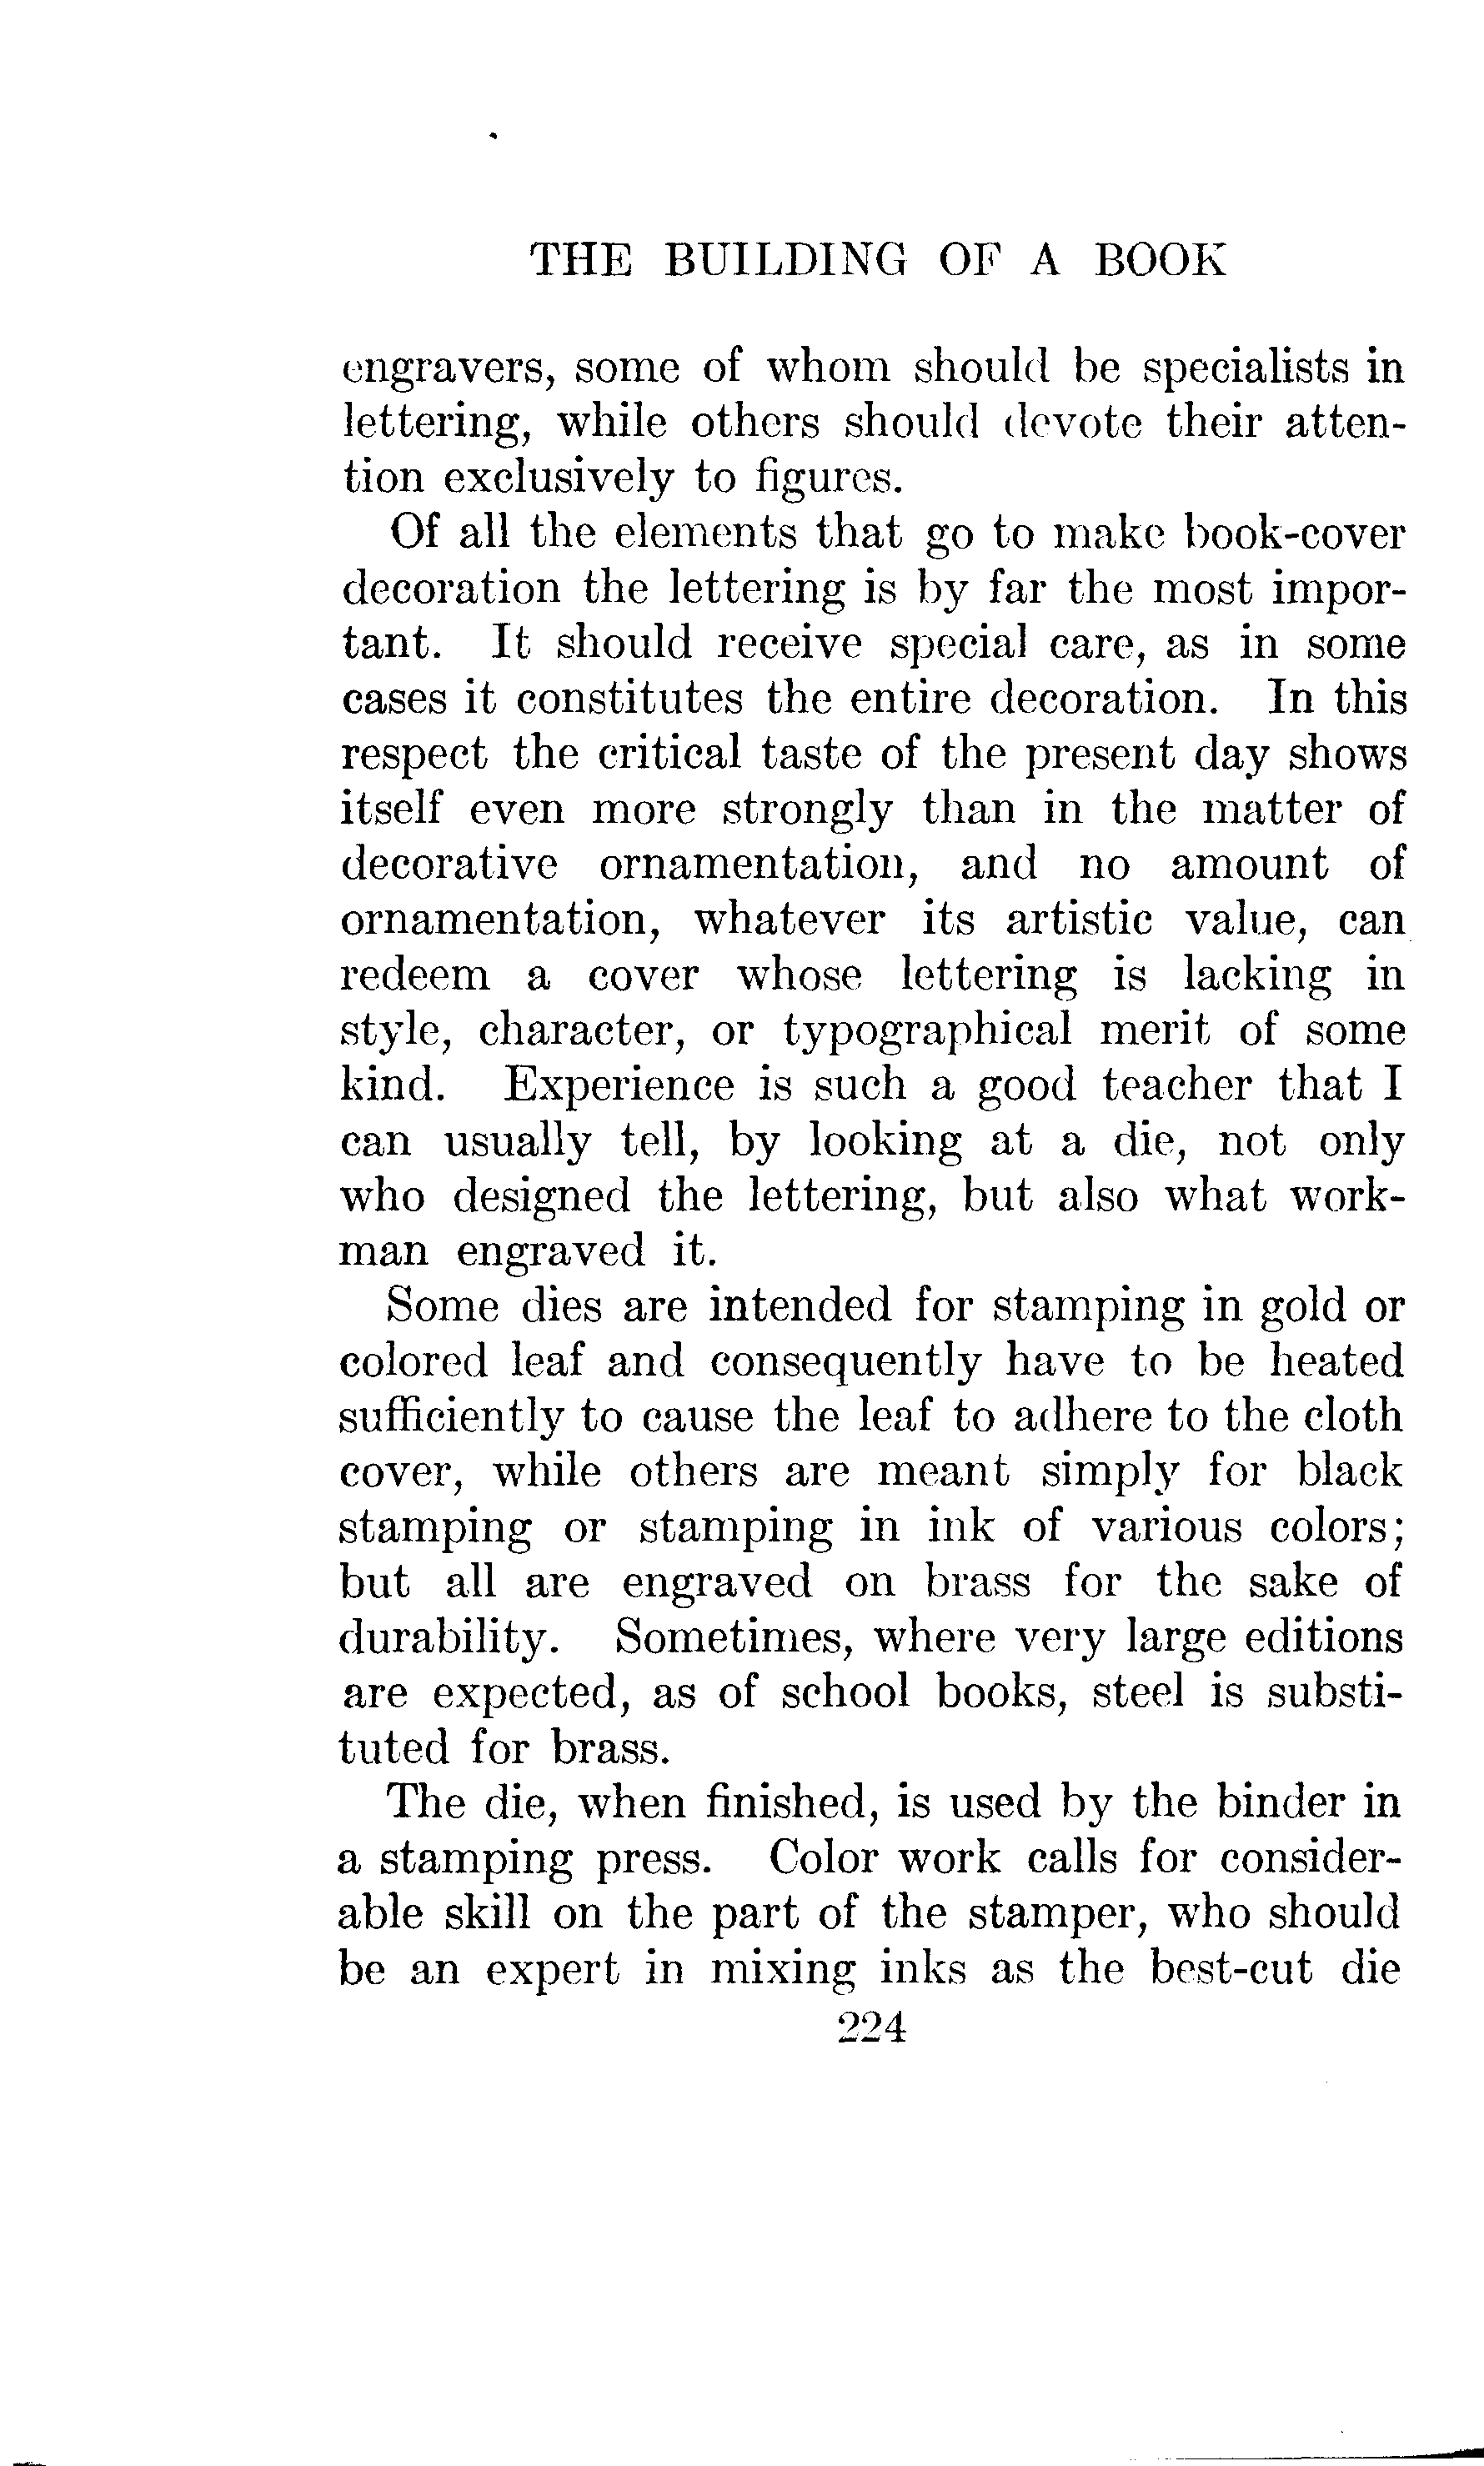 THE BUILDING OF A BOOK
engravers, some of whom should be specialists in
lettering, while others should devote their atten-
tion exclusively to figures.
Of all the elements that go to make book-cover
decoration the lettering is by far the most impor-
tant. It should receive special care, as in some
cases it constitutes the entire decoration. In this
respect the critical taste of the present day shows
itself even more strongly than in the matter of
decorative ornamentation, and no amount of
ornamentation, whatever its artistic value, can
redeem a cover whose lettering is lacking in
style, character, or typographical merit of some
kind. Experience is such a good teacher that I
can usually tell, by looking at a die, not only
who designed the lettering, but also what work-
man engraved it.
Some dies are intended for stamping in gold or
colored leaf and consequently have to be heated
sufficiently to cause the leaf to adhere to the cloth
cover, while others are meant simply for black
stamping or stamping in ink of various colors;
but all are engraved on brass for the sake of
durability. Sometimes, where very large editions
are expected, as of school books, steel is substi-
tuted for brass.
The die, when finished, is used by the binder in
a stamping press. Color work calls for consider-
able skill on the part of the stamper, who should
be an expert in mixing inks as the best-cut die
224